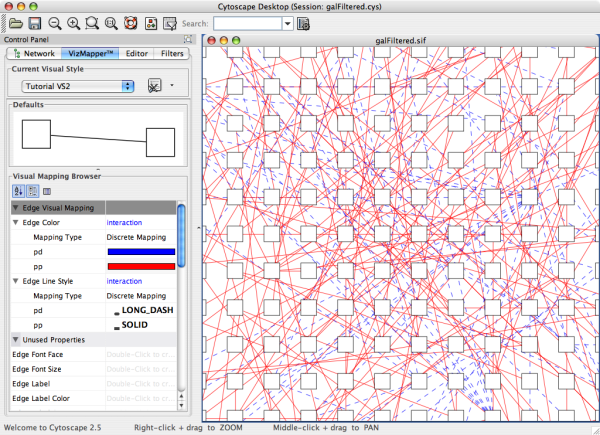 Cytoscape Desktop (Session: galFiltered.cys)
Search:
Control Panel
Network VizMapper™ Editor Filters
Current Visual Style
Tutorial VS2
Defaults
Visual Mapping Browser
Edge Visual Mapping
Edge Color interaction
Mapping Type Discrete Mapping
pd
pp
Edge Line Style interaction
Mapping Type Discrete Mapping
pd LONG_DASH
pp SOLID
Unused Properties
Edge Font Face Double-Click to cr...
Edge Font Size Double-Click to cr...
Edge Label Double-Click to cr...
Edge Label Color Double-Click to cr...
galFiltered.sif
Welcome to Cytoscape 2.5 Right-click + drag to ZOOM Middle-click + drag to PAN